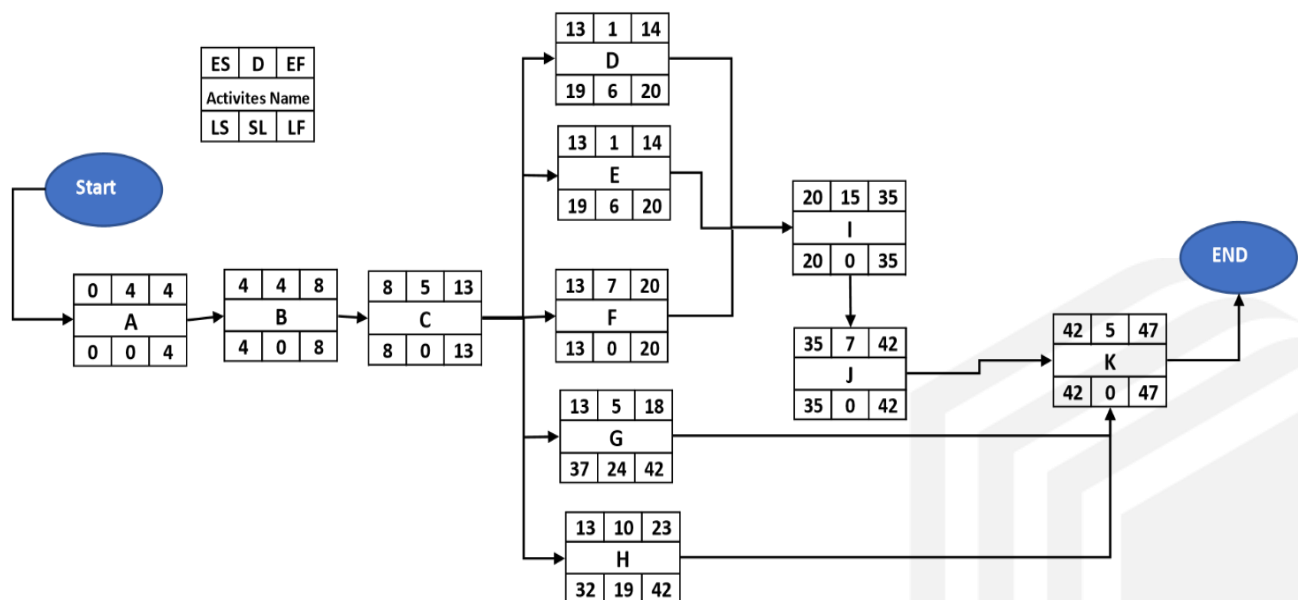 ES D EF
Activites Name
LS SL LF
Start
0 4 4
A
0 0 4
4 4 8
B
4 0 8
8 5 13
C
8 0 13
13 1 14
D
19 6 20
13 1 14
E
19 6 20
13 7 20
F
13 0 20
13 5 18
G
37 24 42
13 10 23
H
32 19 42
20 15 35
I
20 0 35
35 7 42
J
35 0 42
42 5 47
K
42 0 47
END